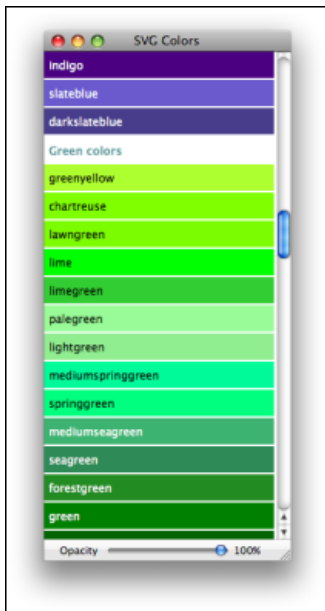 SVG Colors
indigo
slateblue
darkslateblue
Green colors
greenyellow
chartreuse
lawngreen
lime
limegreen
palegreen
lightgreen
mediumspringgreen
springgreen
mediumseagreen
seagreen
forestgreen
green
Opacity 100%